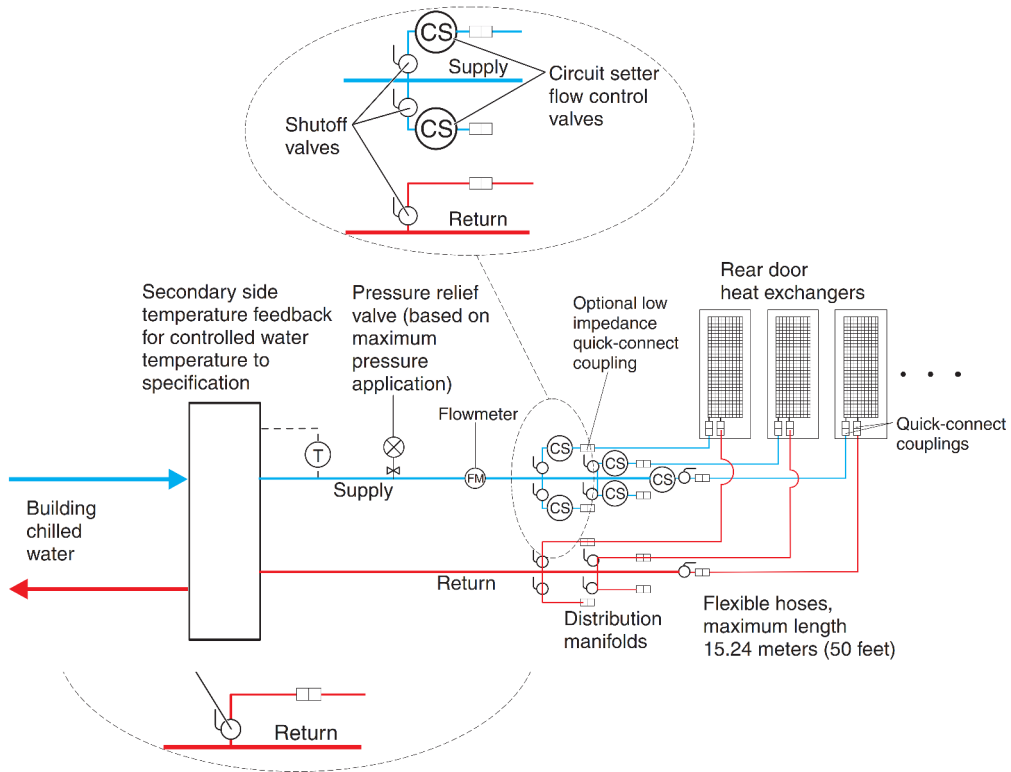 CS
Supply
Circuit setter
flow control
valves
CS
Shutoff
valves
Return
Rear door
heat exchangers
Secondary side
temperature feedback
for controlled water
temperature to
specification
Pressure relief
valve (based on
maximum
pressure
application)
Optional low
impedance
quick-connect
coupling
Flowmeter
Quick-connect
couplings
T
FM
CS
CS
CS
CS
CS
Supply
Building
chilled
water
Return
Distribution
manifolds
Flexible hoses,
maximum length
15.24 meters (50 feet)
Return